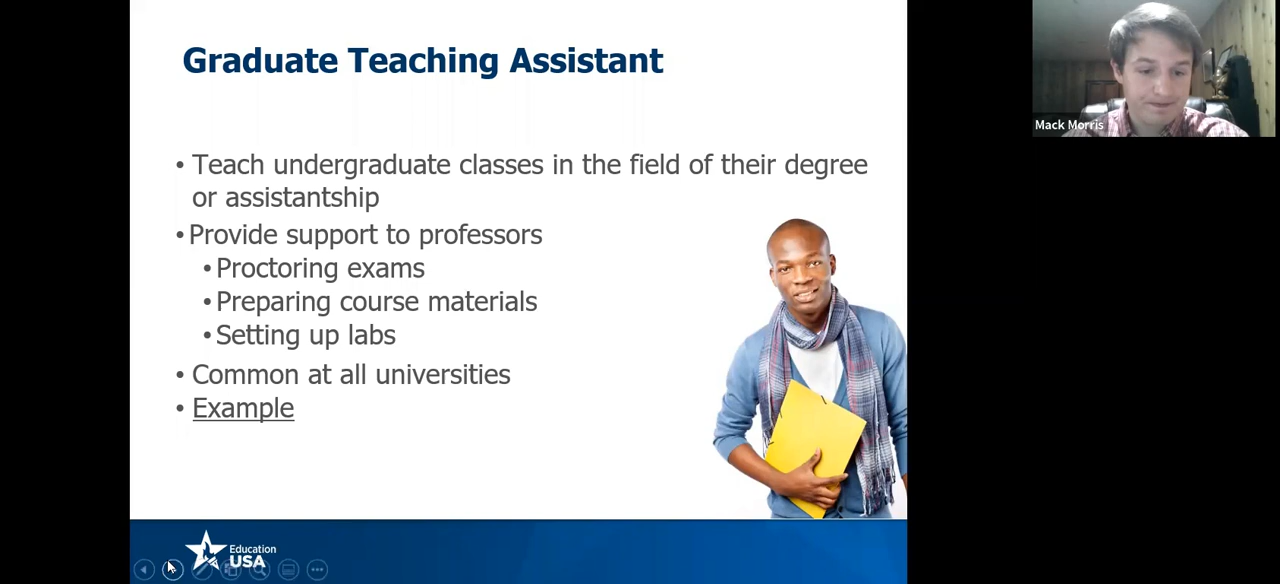 Graduate Teaching Assistant
• Teach undergraduate classes in the field of their degree
or assistantship
• Provide support to professors
• Proctoring exams
• Preparing course materials
• Setting up labs
• Common at all universities
• Example
Education
USA
Mack Morris